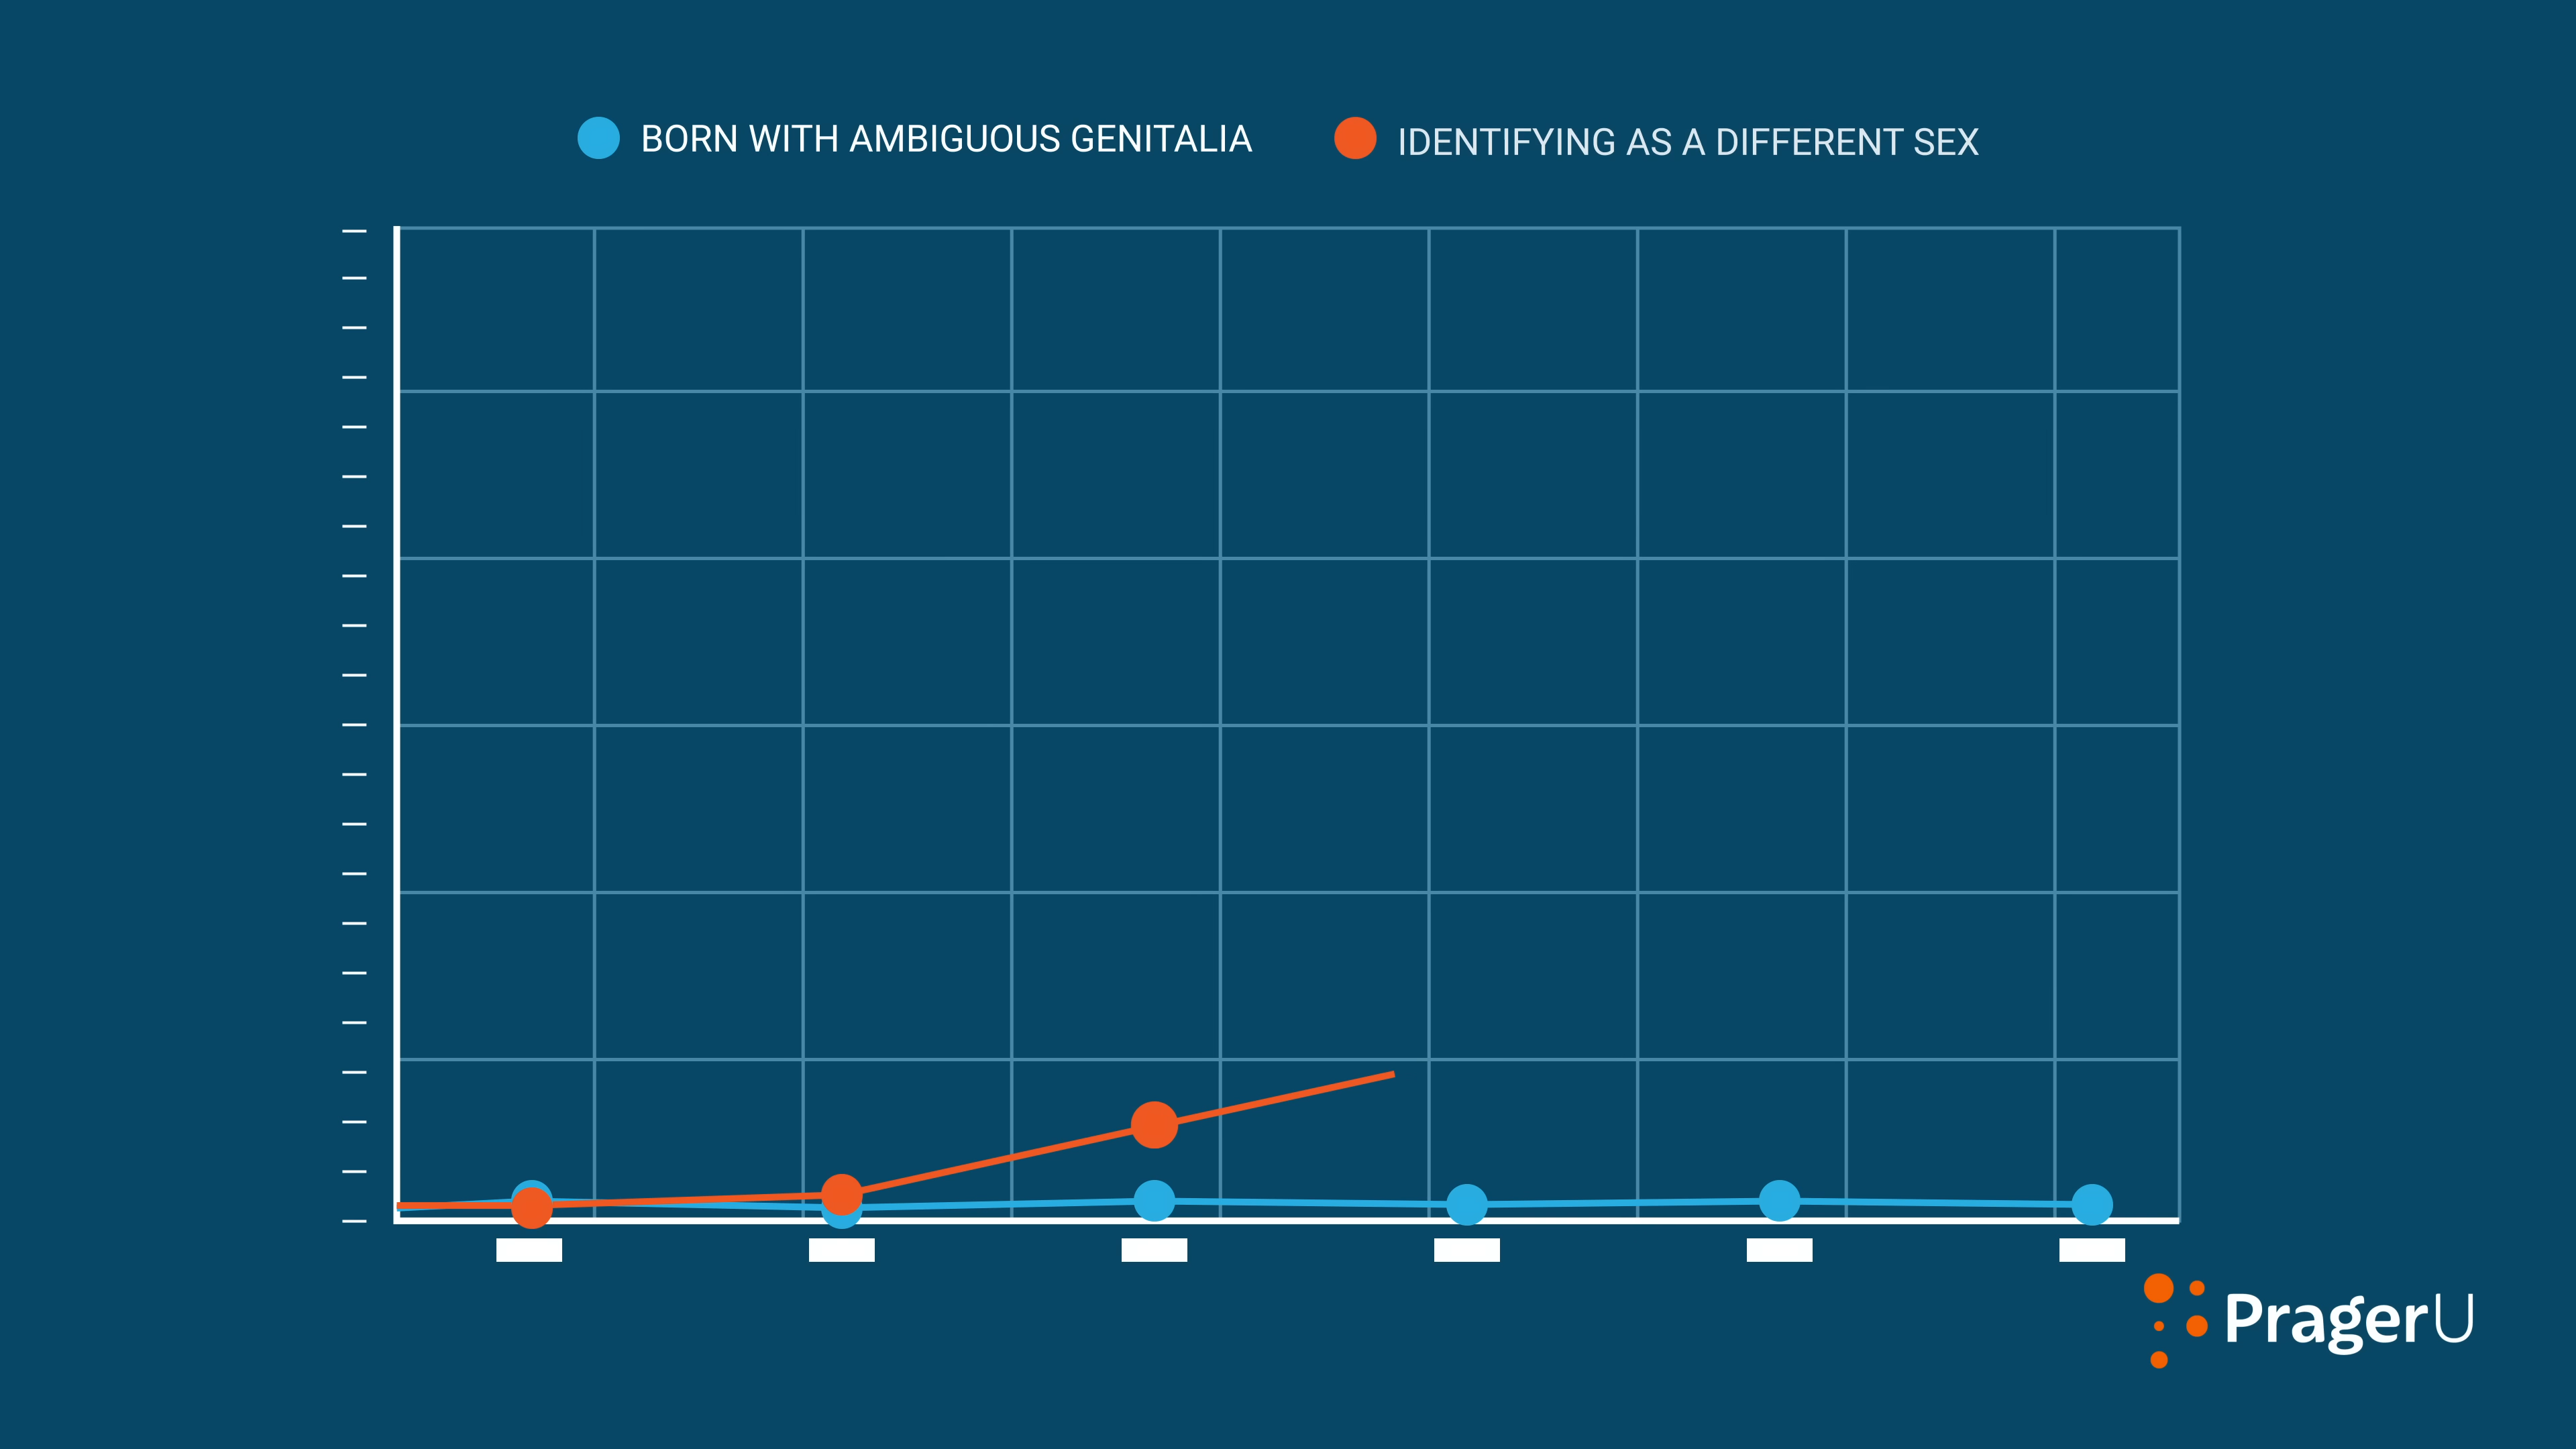 BORN WITH AMBIGUOUS GENITALIA
IDENTIFYING AS A DIFFERENT SEX
PragerU